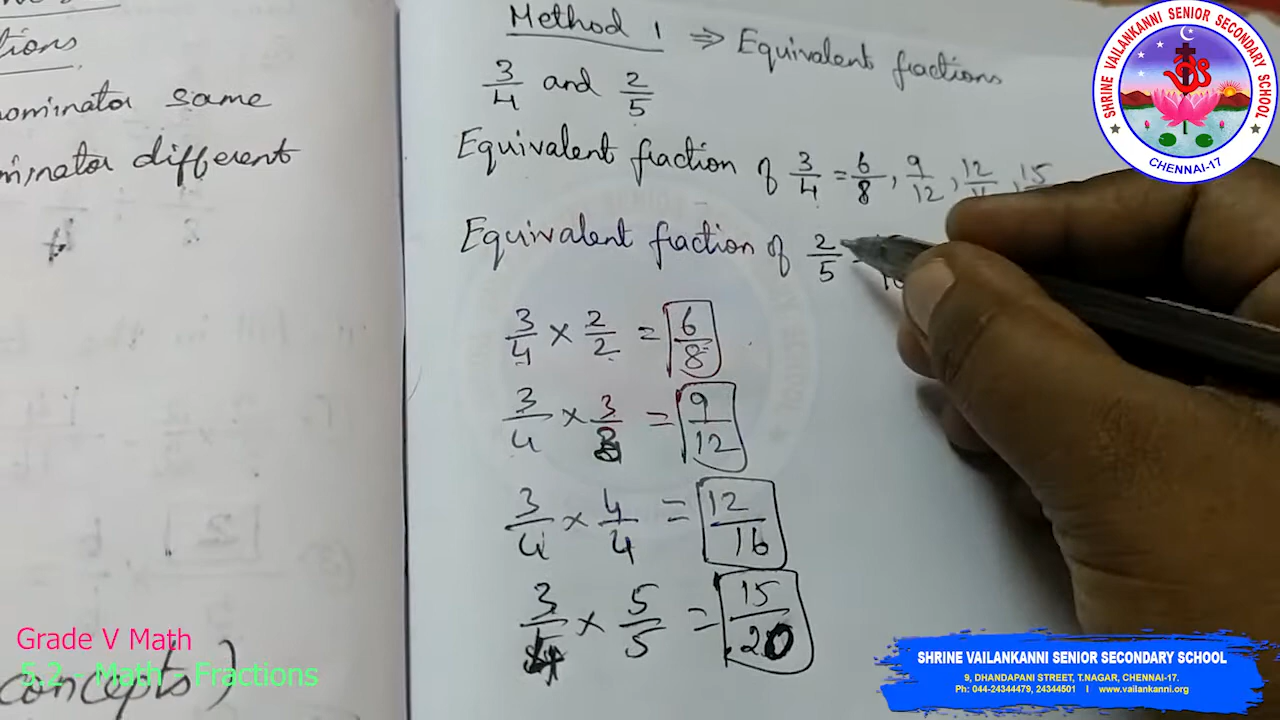 tions
nominator same
minator different
concepts)
Method 1 ⇒ Equivalent fractions
3/4 and 2/5
Equivalent fraction of 3/4 = 6/8, 9/12, 12/, 15/
Equivalent fraction of 2/5 =
3/4 × 2/2 = 6/8
3/4 × 3/3 = 9/12
3/4 × 4/4 = 12/16
3/4 × 5/5 = 15/20
SHRINE VAILANKANNI SENIOR SECONDARY SCHOOL
CHENNAI-17
Grade V Math
5.2 - Math - Fractions
SHRINE VAILANKANNI SENIOR SECONDARY SCHOOL
9, DHANDAPANI STREET, T.NAGAR, CHENNAI-17.
Ph: 044-24344479, 24344501 I www.vailankanni.org